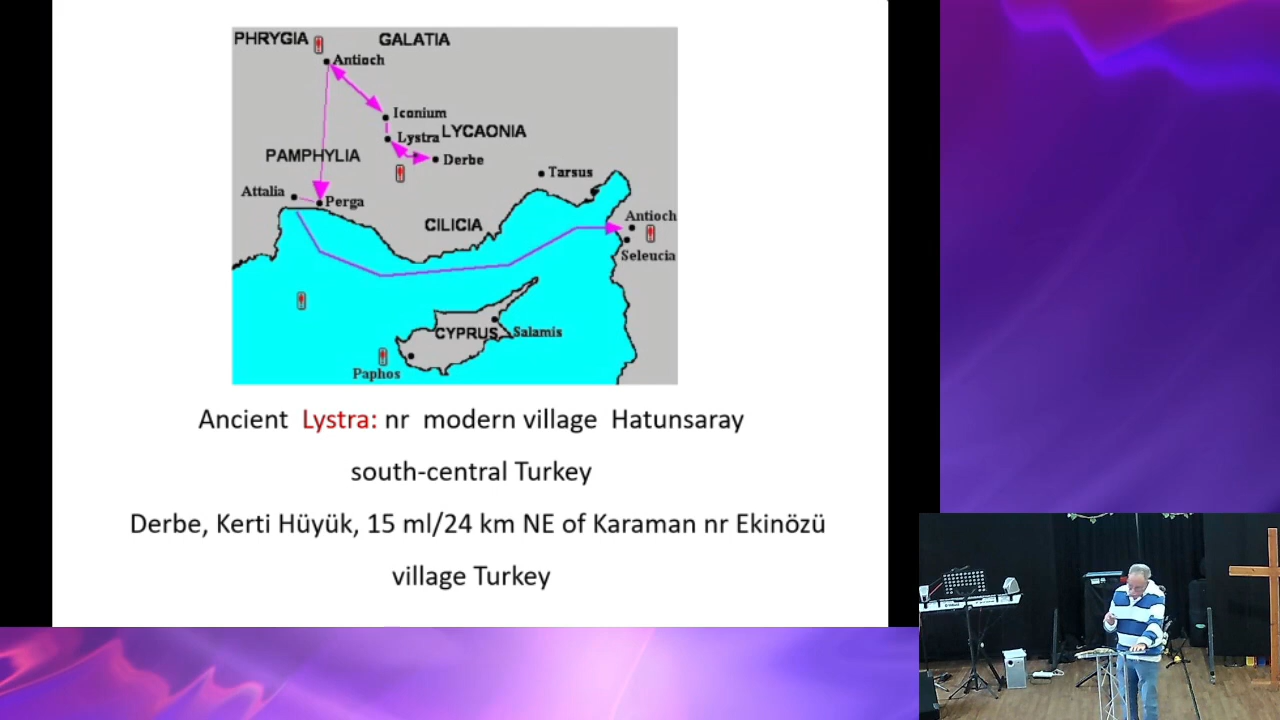 PHRYGIA
GALATIA
Antioch
Iconium
Lystra
LYCAONIA
PAMPHYLIA
Derbe
Tarsus
Attalia
Perga
CILICIA
Antioch
Seleucia
CYPRUS
Salamis
Paphos
Ancient Lystra: nr modern village Hatunsaray
south-central Turkey
Derbe, Kerti Hüyük, 15 ml/24 km NE of Karaman nr Ekinözü
village Turkey